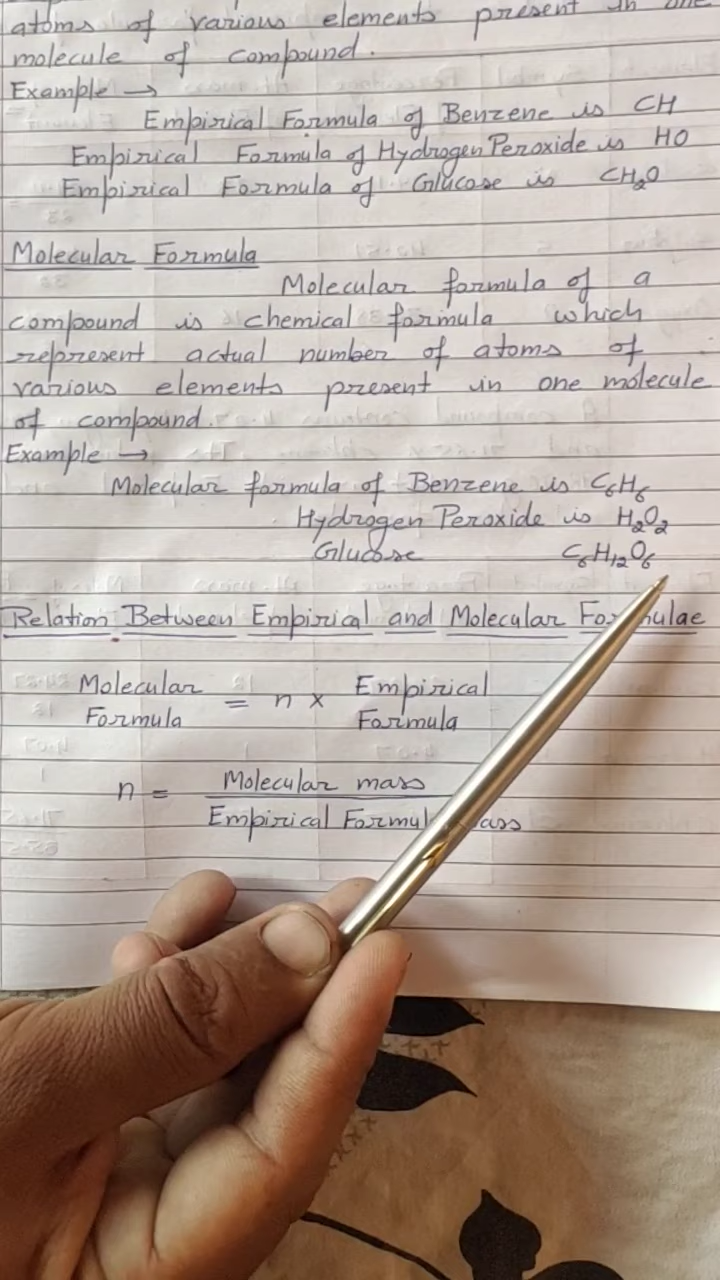 atoms of various elements present in one
molecule of compound.
Example →
Empirical Formula of Benzene is CH
Empirical Formula of Hydrogen Peroxide is HO
Empirical Formula of Glucose is CH₂O
Molecular Formula
Molecular formula of a
compound is chemical formula which
represent actual number of atoms of
various elements present in one molecule
of compound.
Example →
Molecular formula of Benzene is C₆H₆
Hydrogen Peroxide is H₂O₂
Glucose C₆H₁₂O₆
Relation Between Empirical and Molecular Formulae
Molecular Formula = n × Empirical Formula
n = Molecular mass
Empirical Formul ass